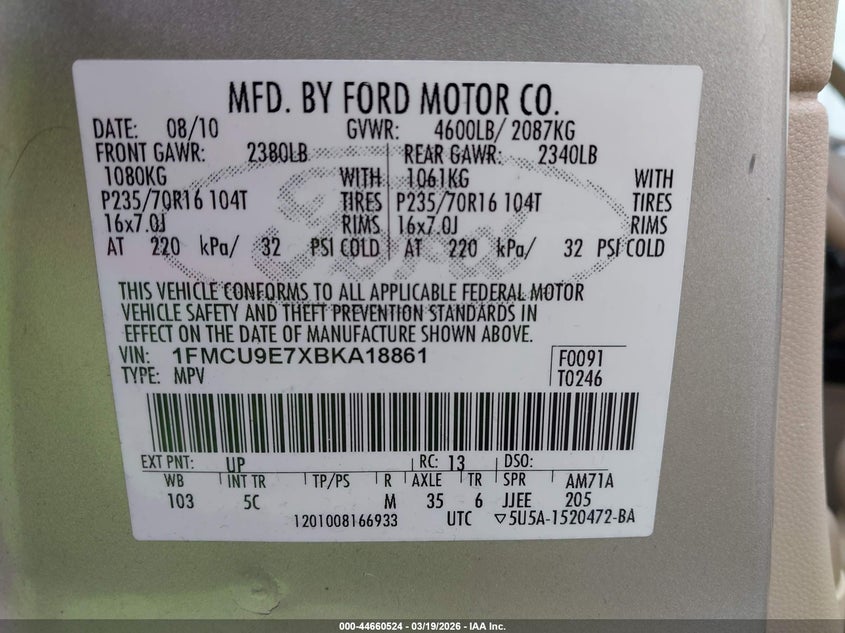 MFD. BY FORD MOTOR CO.
DATE: 08/10 GVWR: 4600LB/ 2087KG
FRONT GAWR: 2380LB REAR GAWR: 2340LB
1080KG WITH 1061KG WITH
P235/70R16 104T TIRES P235/70R16 104T TIRES
16x7.0J RIMS 16x7.0J RIMS
AT 220 kPa/ 32 PSI COLD AT 220 kPa/ 32 PSI COLD
Ford
THIS VEHICLE CONFORMS TO ALL APPLICABLE FEDERAL MOTOR
VEHICLE SAFETY AND THEFT PREVENTION STANDARDS IN
EFFECT ON THE DATE OF MANUFACTURE SHOWN ABOVE.
VIN: 1FMCU9E7XBKA18861 F0091
TYPE: MPV T0246
EXT PNT: UP RC: 13 DSO:
WB INT TR TP/PS R AXLE TR SPR AM71A
103 5C M 35 6 JJEE 205
1201008166933 UTC ▽5U5A-1520472-BA
000-44660524 | 03/19/2026 - IAA Inc.